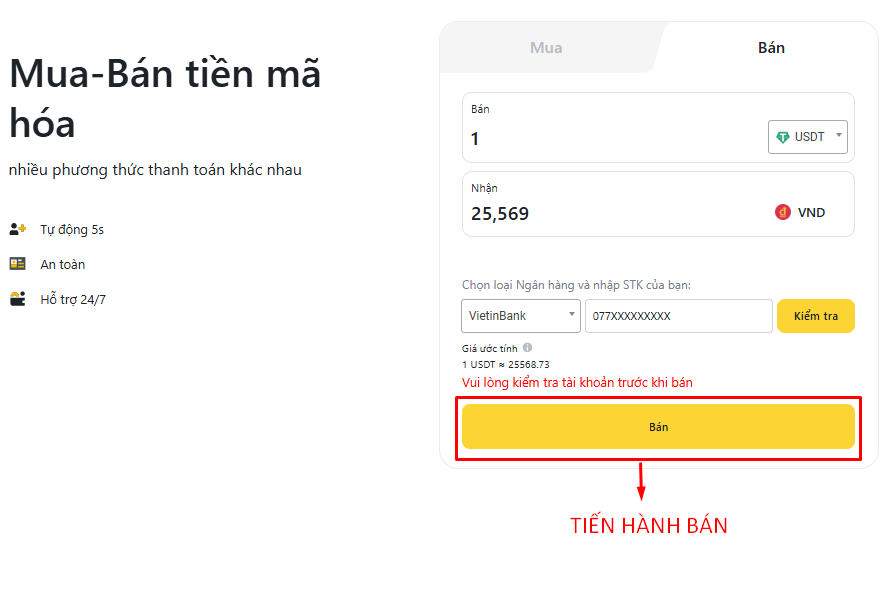 Mua-Bán tiền mã
hóa
nhiều phương thức thanh toán khác nhau
Tự động 5s
An toàn
Hỗ trợ 24/7
Mua
Bán
Bán
1
USDT
Nhận
25,569
VND
Chọn loại Ngân hàng và nhập STK của bạn:
VietinBank
077XXXXXXXXX
Kiểm tra
Giá ước tính
1 USDT ≈ 25568.73
Vui lòng kiểm tra tài khoản trước khi bán
Bán
TIẾN HÀNH BÁN